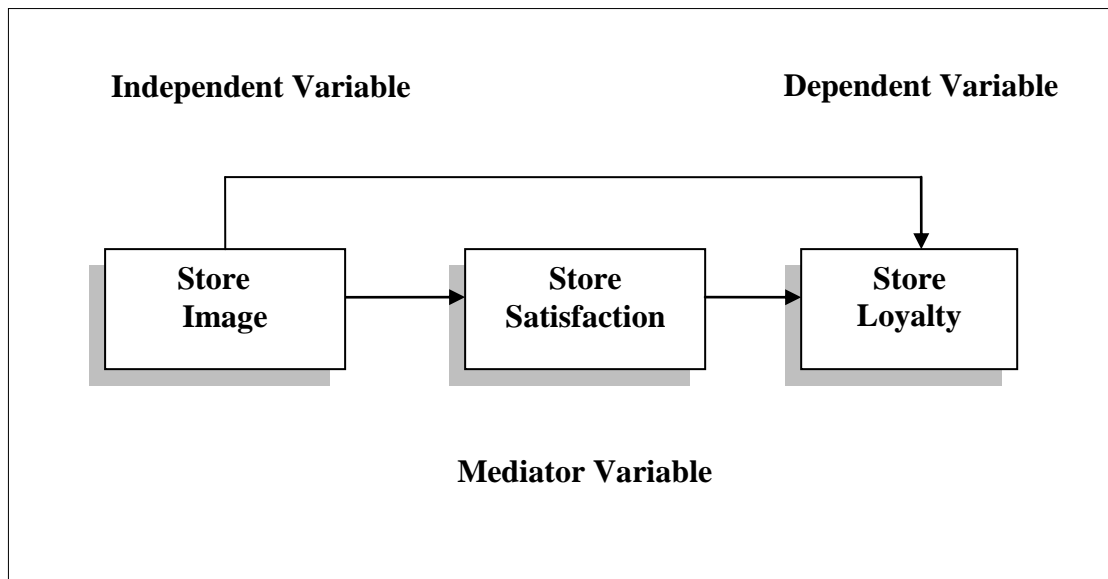 Independent Variable
Dependent Variable
Store
Image
Store
Satisfaction
Store
Loyalty
Mediator Variable